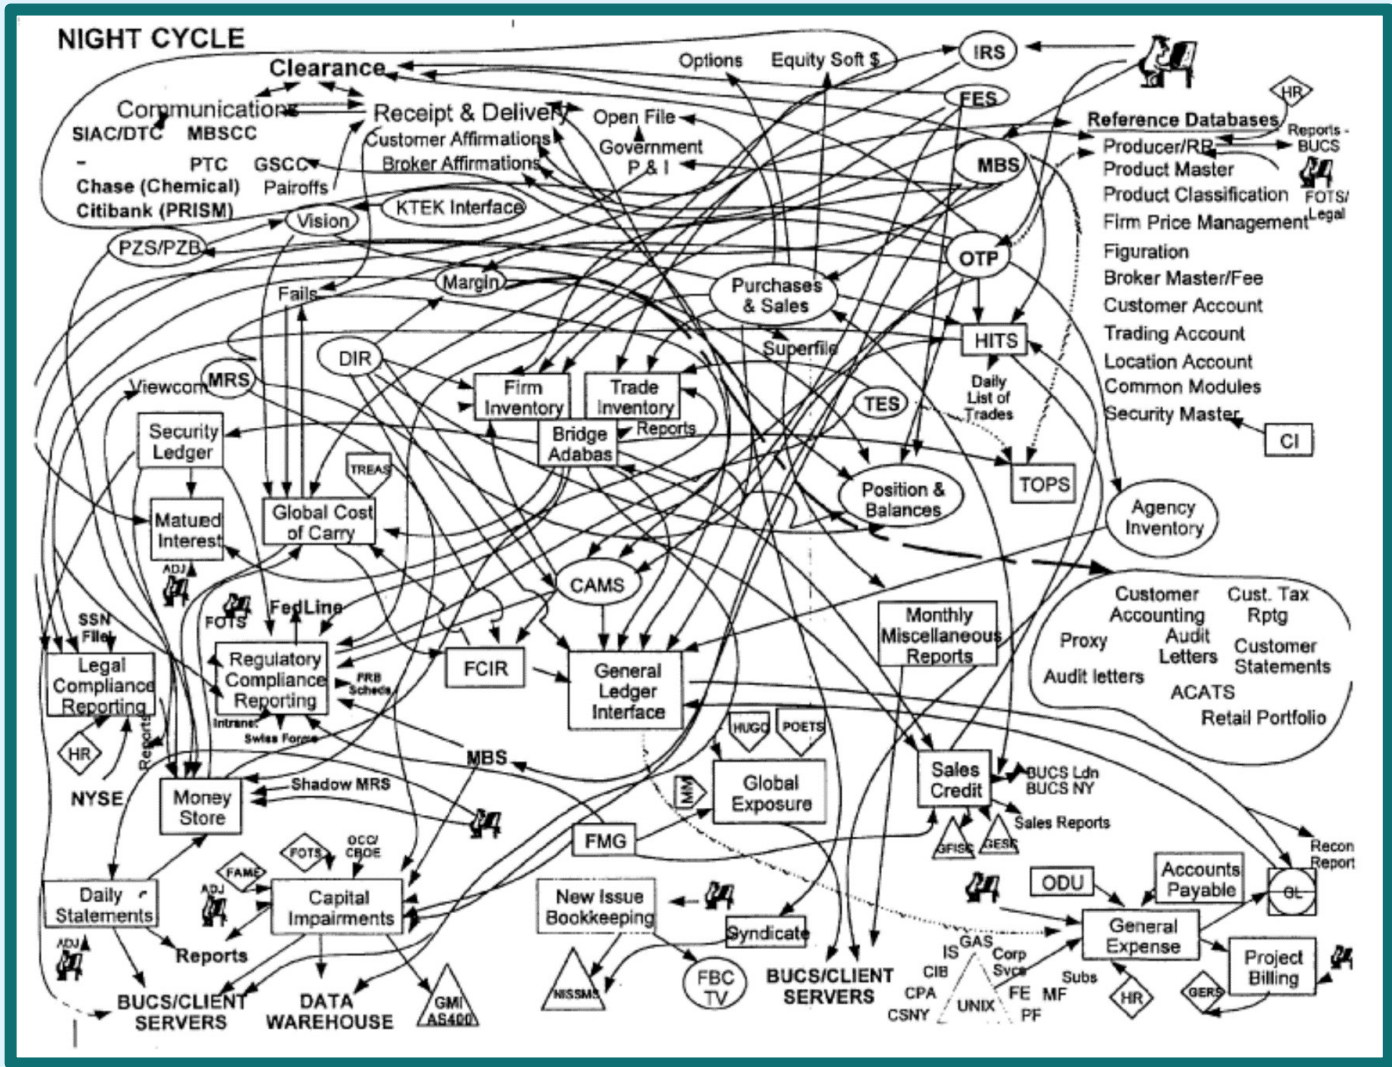 NIGHT CYCLE
Clearance
Communications
SIAC/DTC MBSCC
PTC GSCC
Chase (Chemical)
Citibank (PRISM)
Pairoffs
Receipt & Delivery
Customer Affirmations
Broker Affirmations
Options
Equity Soft $
Open File
Government
P & I
IRS
FES
MBS
OTP
HR
Reference Databases
Producer/RR
Product Master
Product Classification
Firm Price Management
Figuration
Broker Master/Fee
Customer Account
Trading Account
Location Account
Common Modules
Security Master
Reports -
BUCS
FOTS/
Legal
CI
Vision
KTEK Interface
PZS/PZB
Margin
Fails
Purchases
& Sales
Superfile
HITS
Daily
List of
Trades
DIR
MRS
Viewcom
Firm
Inventory
Trade
Inventory
Reports
Bridge
Adabas
TES
TOPS
Security
Ledger
TREAS
Position &
Balances
Agency
Inventory
Matued
Interest
Global Cost
of Carry
ADJ
CAMS
FOTS
FedLine
SSN
File
Legal
Compliance
Reporting
Regulatory
Compliance
Reporting
FRB
Scheds
Intranet
Swiss Forms
FCIR
General
Ledger
Interface
Monthly
Miscellaneous
Reports
Customer
Accounting
Cust. Tax
Rptg
Proxy
Audit
Letters
Customer
Statements
Audit letters
ACATS
Retail Portfolio
HR
Reports
NYSE
Money
Store
Shadow MRS
MBS
HUGO
POETS
MM
Global
Exposure
Sales
Credit
BUCS Ldn
BUCS NY
Sales Reports
GFISC
GESC
FMG
Recon
Report
FOTS
OCC/
CBOE
FAME
ADJ
Daily
Statements
ADJ
Capital
Impairments
Reports
New Issue
Bookkeeping
Syndicate
ODU
Accounts
Payable
GL
General
Expense
Project
Billing
BUCS/CLIENT
SERVERS
DATA
WAREHOUSE
GMI
AS400
NISSMS
FBC
TV
BUCS/CLIENT
SERVERS
IS
GAS
Corp
Svcs
CIB
Subs
CPA
UNIX
FE
MF
CSNY
PF
HR
GERS